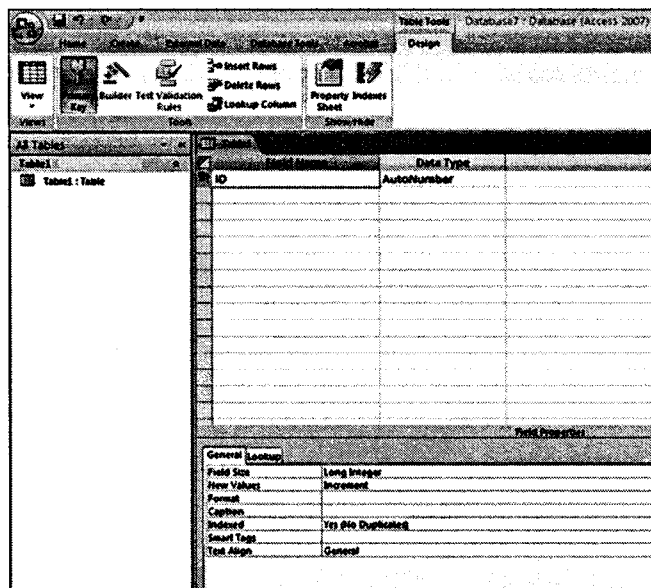 Table Tools Database7 : Database (Access 2007)
Home Create External Data Database Tools Acrobat Design
View Primary Key Builder Test Validation Rules Insert Rows Delete Rows Lookup Column Property Sheet Indexes
Views Tools Show/Hide
All Tables
Table1
Table1 : Table
Table1
Field Name Data Type
ID AutoNumber
Field Properties
General Lookup
Field Size Long Integer
New Values Increment
Format
Caption
Indexed Yes (No Duplicates)
Smart Tags
Text Align General